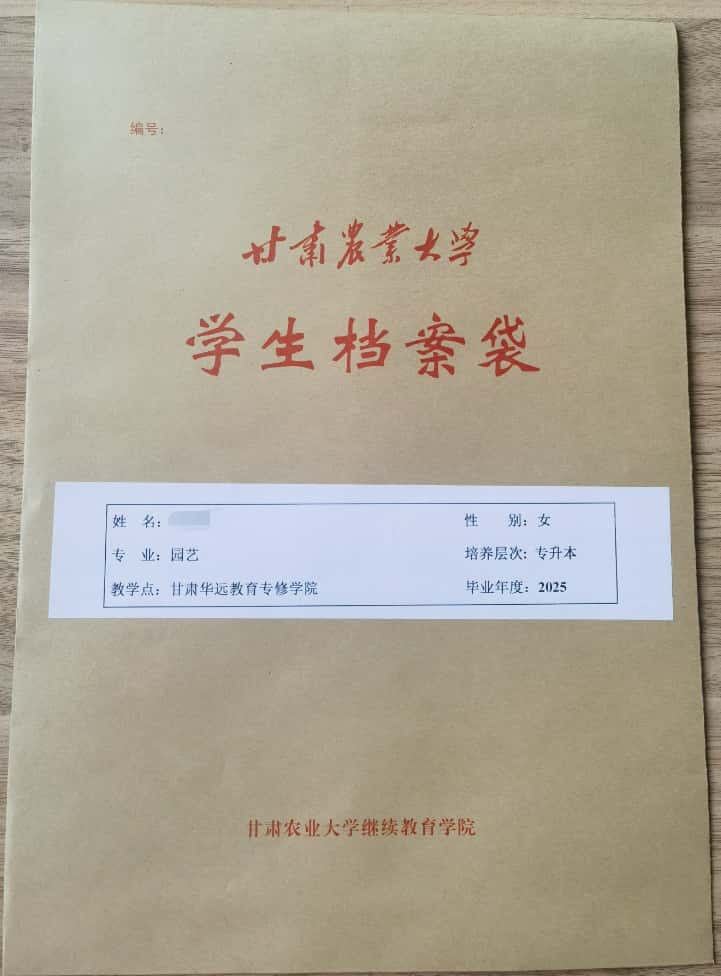 编号：
甘肃农业大学
学生档案袋
姓 名： 性 别：女
专 业：园艺 培养层次：专升本
教学点：甘肃华远教育专修学院 毕业年度：2025
甘肃农业大学继续教育学院